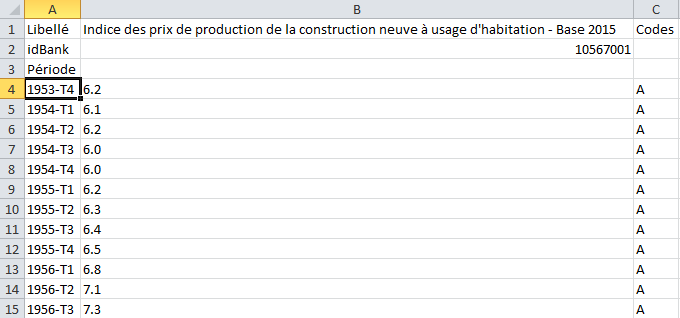 A B C
1 Libellé Indice des prix de production de la construction neuve à usage d'habitation - Base 2015 Codes
2 idBank 10567001
3 Période
4 1953-T4 6.2 A
5 1954-T1 6.1 A
6 1954-T2 6.2 A
7 1954-T3 6.0 A
8 1954-T4 6.0 A
9 1955-T1 6.2 A
10 1955-T2 6.3 A
11 1955-T3 6.4 A
12 1955-T4 6.5 A
13 1956-T1 6.8 A
14 1956-T2 7.1 A
15 1956-T3 7.3 A